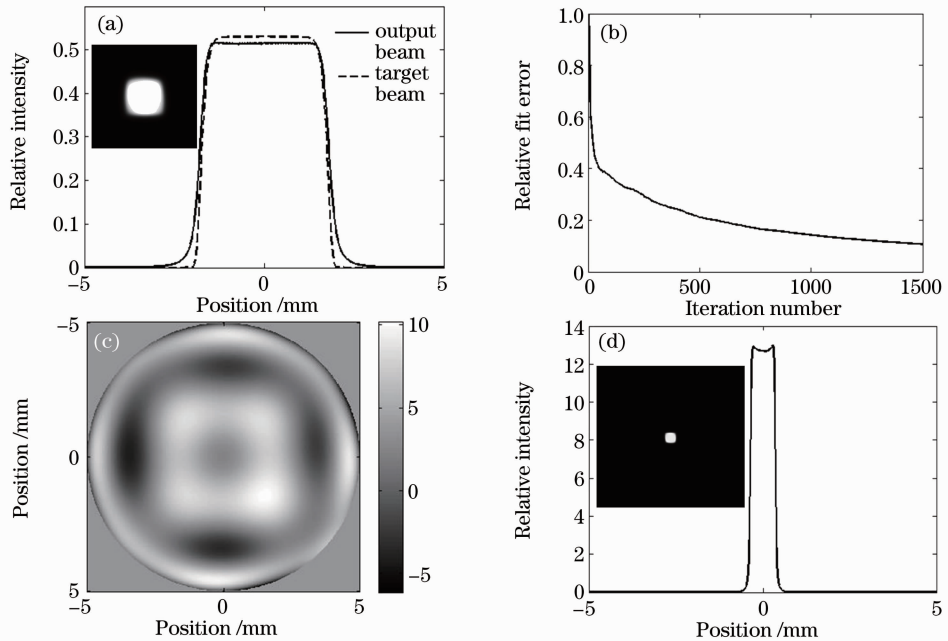 (a)
output
beam
target
beam
Relative intensity
0.5
0.4
0.3
0.2
0.1
0
−5
0
5
Position /mm
(b)
Relative fit error
1.0
0.8
0.6
0.4
0.2
0
0
500
1000
1500
Iteration number
(c)
Position /mm
−5
0
5
−5
0
5
Position /mm
10
5
0
−5
(d)
Relative intensity
14
12
10
8
6
4
2
0
−5
0
5
Position /mm